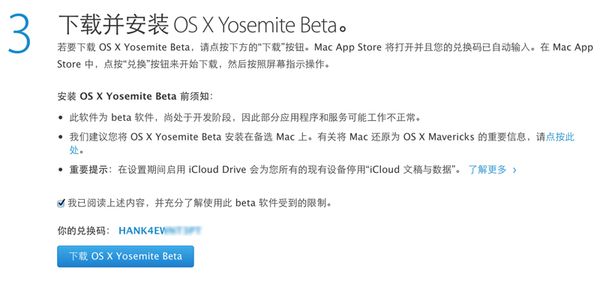 3
下载并安装 OS X Yosemite Beta。
若要下载 OS X Yosemite Beta，请点按下方的“下载”按钮。Mac App Store 将打开并且您的兑换码已自动输入。在 Mac App
Store 中，点按“兑换”按钮来开始下载，然后按照屏幕指示操作。
安装 OS X Yosemite Beta 前须知：
• 此软件为 beta 软件，尚处于开发阶段，因此部分应用程序和服务可能工作不正常。
• 我们建议您将 OS X Yosemite Beta 安装在备选 Mac 上。有关将 Mac 还原为 OS X Mavericks 的重要信息，请点按此
处。
• 重要提示：在设置期间启用 iCloud Drive 会为您所有的现有设备停用“iCloud 文稿与数据”。 了解更多 ›
我已阅读上述内容，并充分了解使用此 beta 软件受到的限制。
你的兑换码： HANK4EW
下载 OS X Yosemite Beta